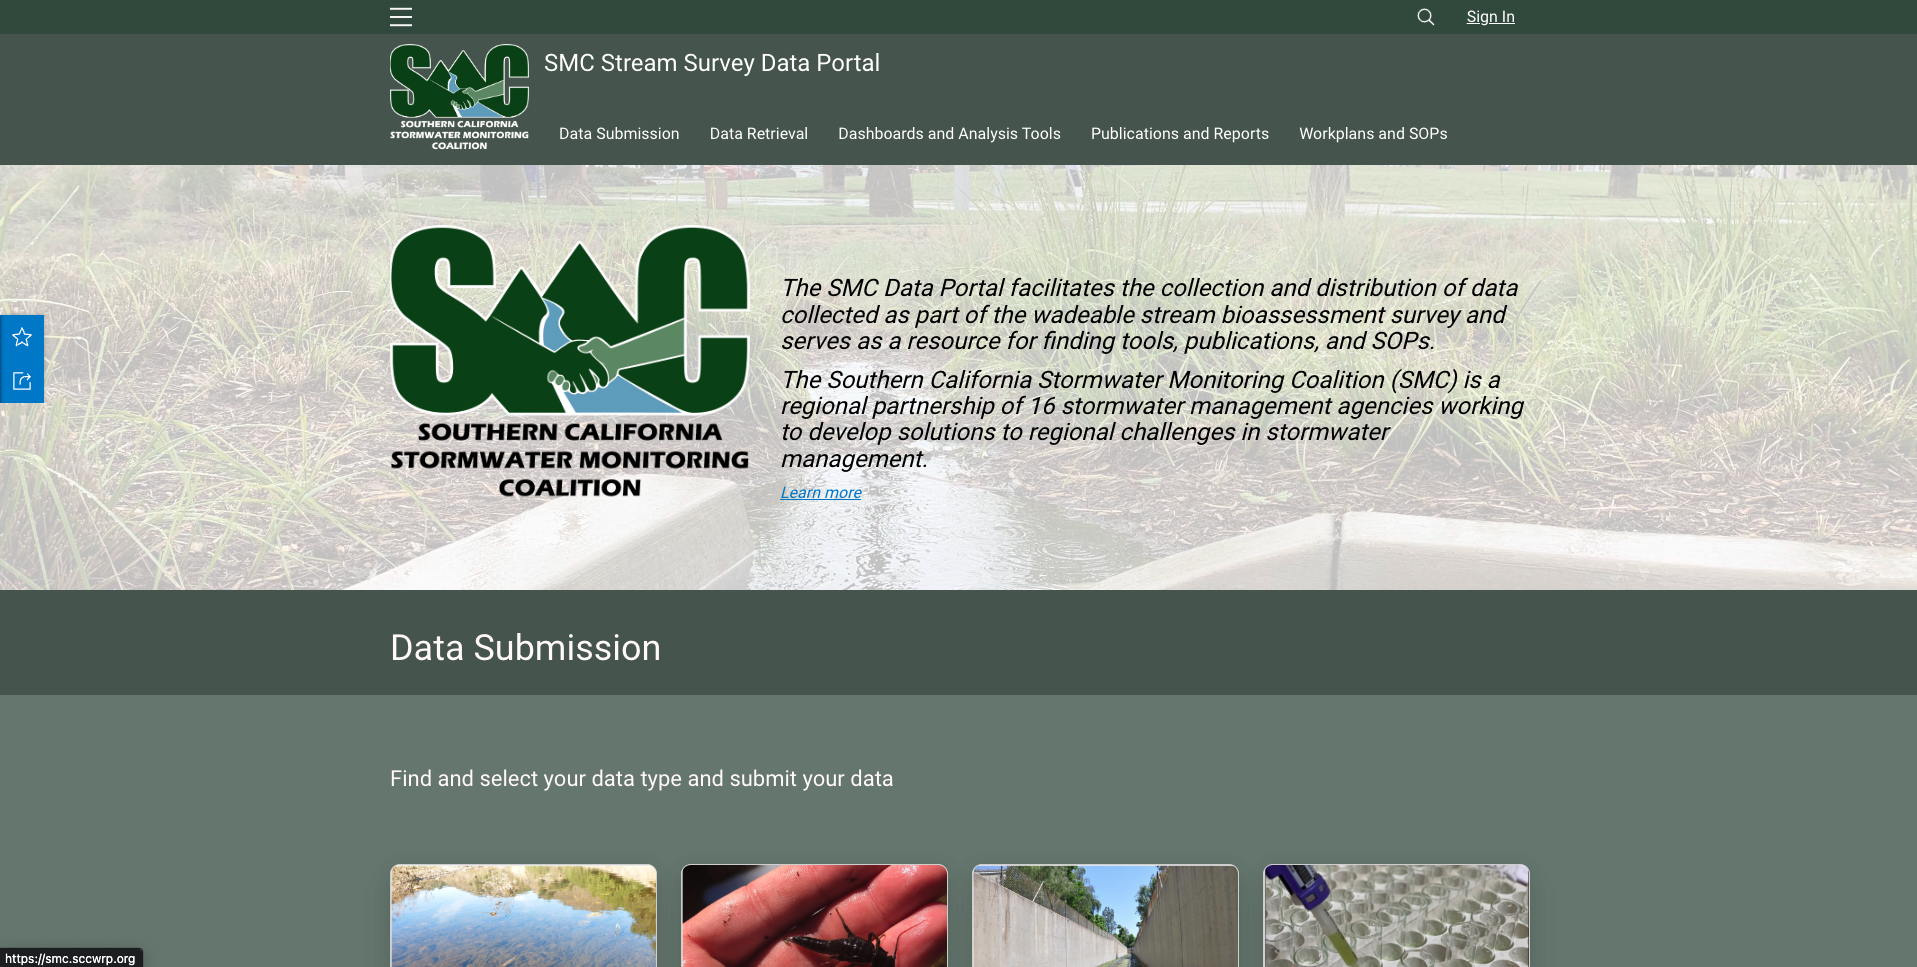 Sign In
SMC
SOUTHERN CALIFORNIA
STORMWATER MONITORING
COALITION
SMC Stream Survey Data Portal
Data Submission
Data Retrieval
Dashboards and Analysis Tools
Publications and Reports
Workplans and SOPs
SMC
SOUTHERN CALIFORNIA
STORMWATER MONITORING
COALITION
The SMC Data Portal facilitates the collection and distribution of data
collected as part of the wadeable stream bioassessment survey and
serves as a resource for finding tools, publications, and SOPs.
The Southern California Stormwater Monitoring Coalition (SMC) is a
regional partnership of 16 stormwater management agencies working
to develop solutions to regional challenges in stormwater
management.
Learn more
Data Submission
Find and select your data type and submit your data
https://smc.sccwrp.org